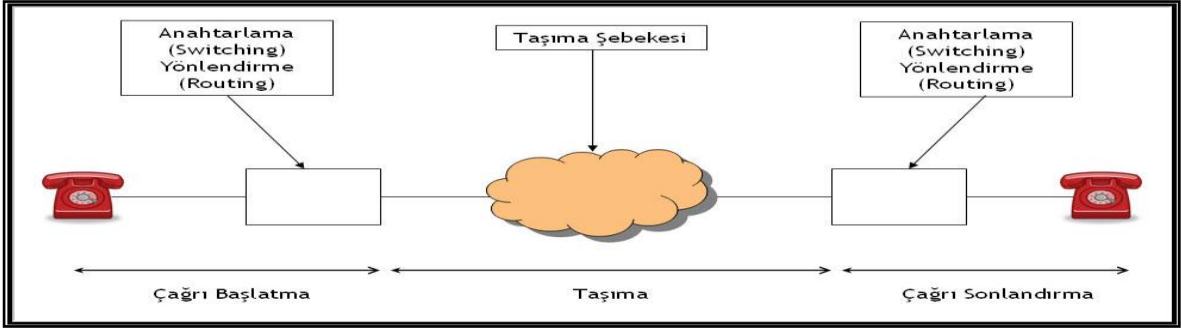 Anahtarlama
(Switching)
Yönlendirme
(Routing)
Taşıma Şebekesi
Anahtarlama
(Switching)
Yönlendirme
(Routing)
Çağrı Başlatma
Taşıma
Çağrı Sonlandırma